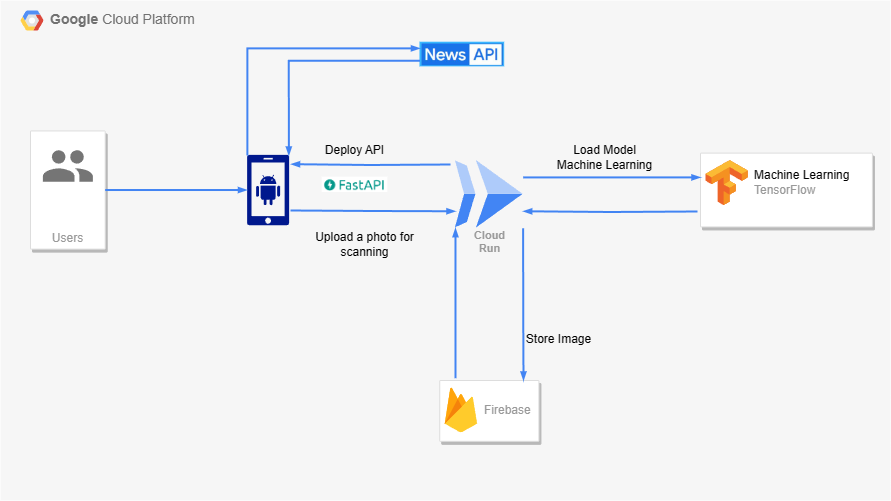 Google Cloud Platform
News API
Users
Deploy API
FastAPI
Upload a photo for
scanning
Cloud
Run
Load Model
Machine Learning
Machine Learning
TensorFlow
Store Image
Firebase